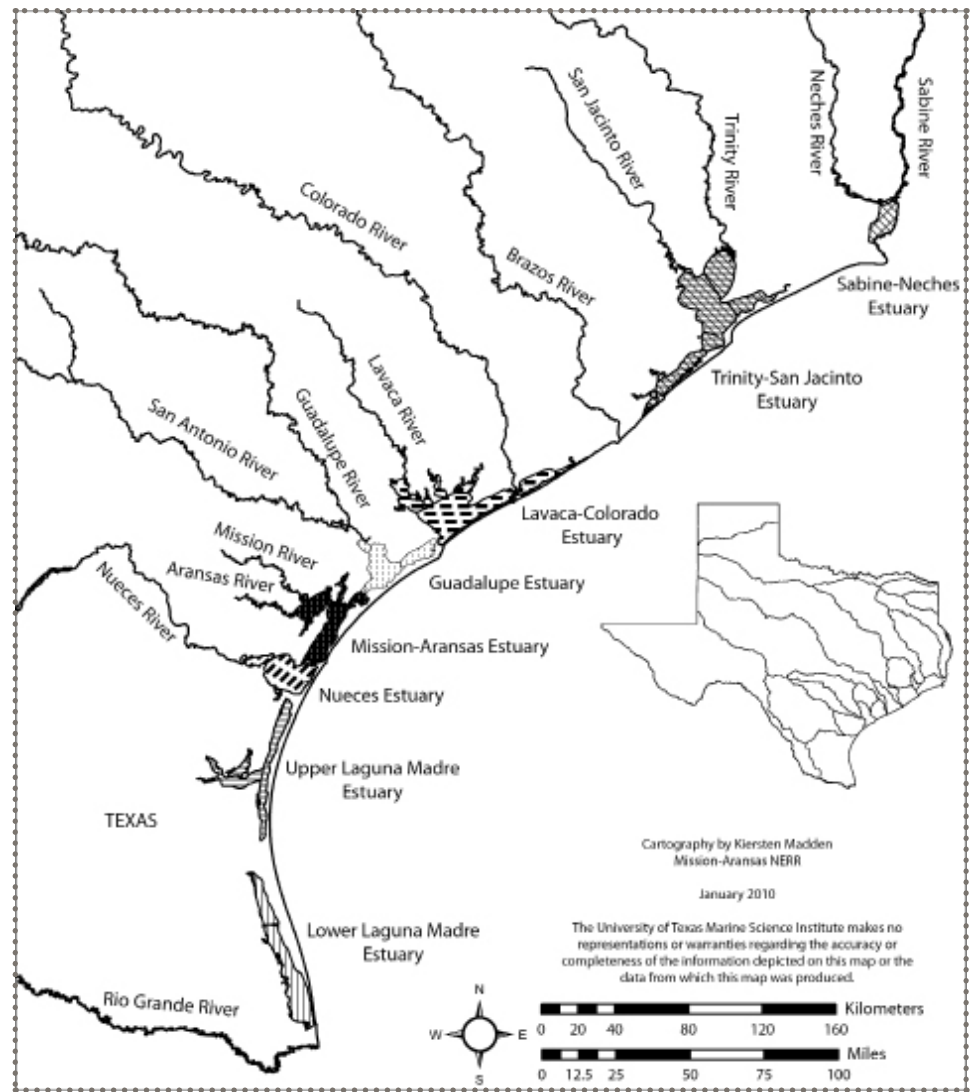 San Jacinto River
Trinity River
Neches River
Sabine River
Colorado River
Brazos River
Sabine-Neches
Estuary
Lavaca River
Guadalupe River
San Antonio River
Trinity-San Jacinto
Estuary
Lavaca-Colorado
Estuary
Mission River
Aransas River
Nueces River
Guadalupe Estuary
Mission-Aransas Estuary
Nueces Estuary
Upper Laguna Madre
Estuary
TEXAS
Lower Laguna Madre
Estuary
Rio Grande River
Cartography by Kiersten Madden
Mission-Aransas NERR
January 2010
The University of Texas Marine Science Institute makes no
representations or warranties regarding the accuracy or
completeness of the information depicted on this map or the
data from which this map was produced.
N
W E
S
Kilometers
0 20 40 80 120 160
Miles
0 12.5 25 50 75 100